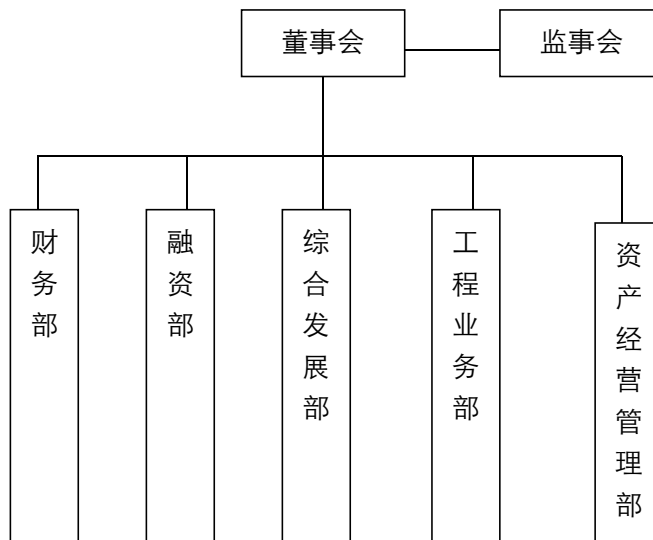 董事会
监事会
财务部
融资部
综合发展部
工程业务部
资产经营管理部